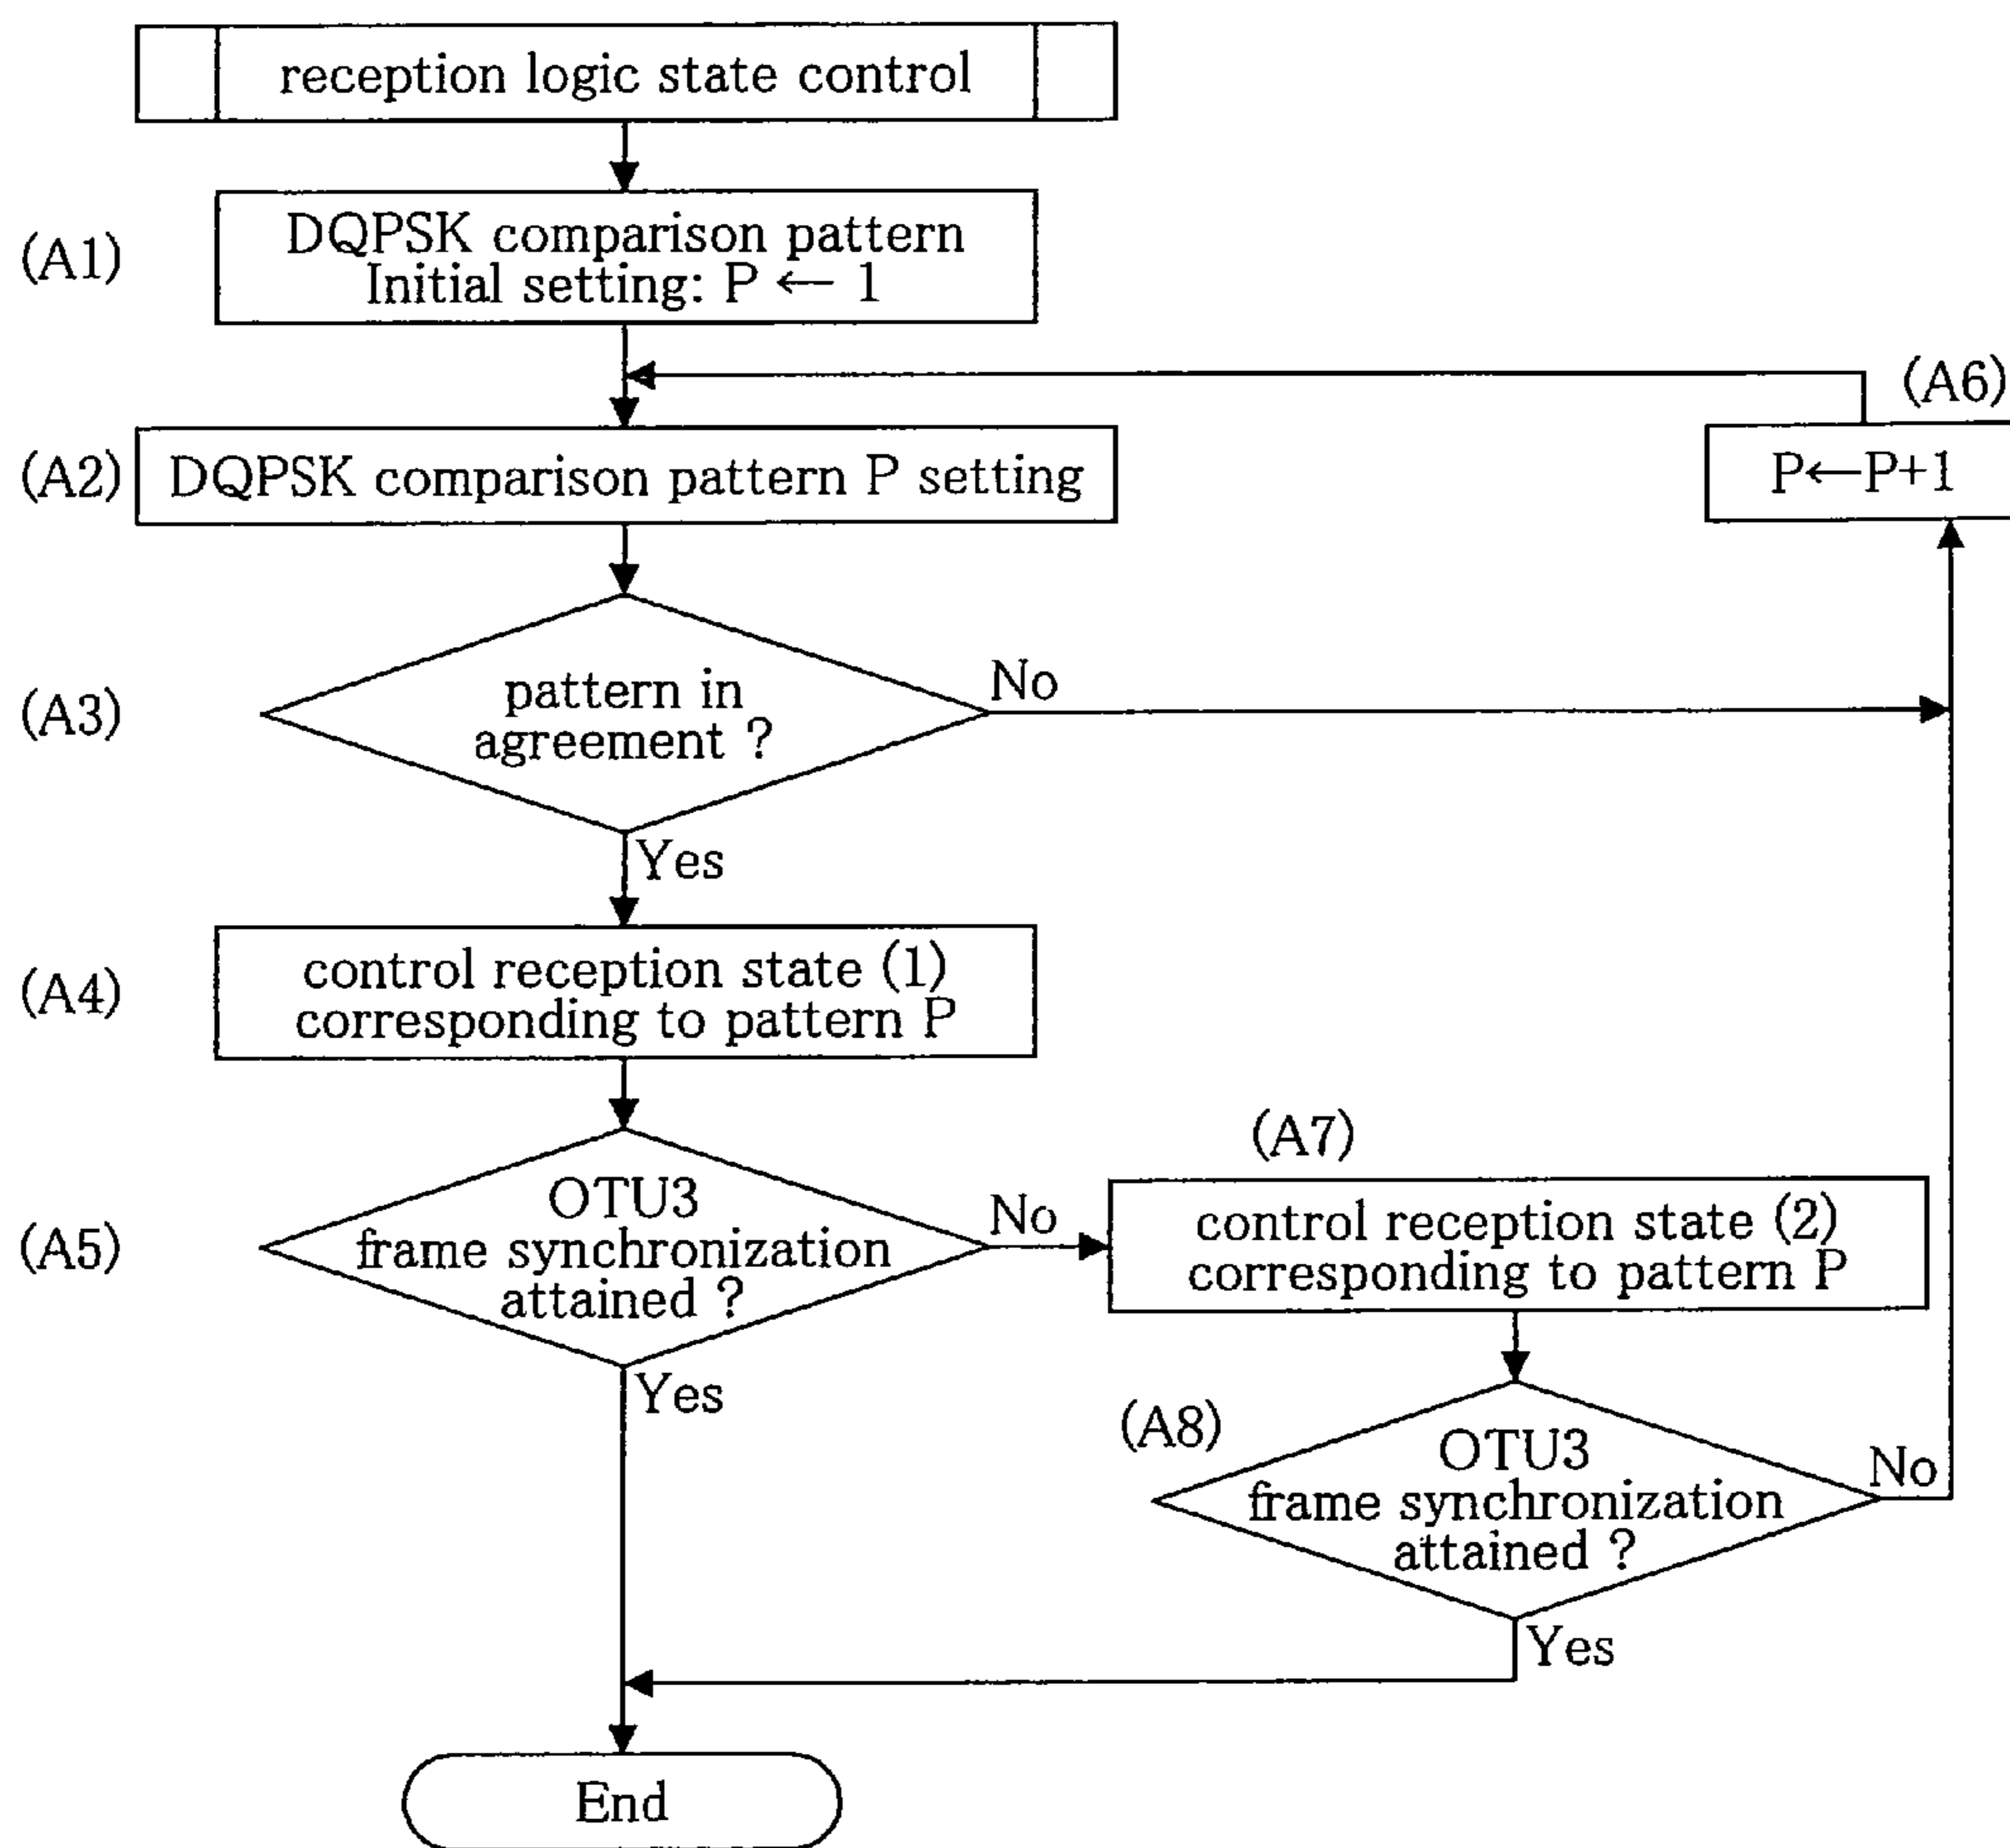 reception logic state control
(A1)
DQPSK comparison pattern
Initial setting: P ← 1
(A6)
P←P+1
(A2)
DQPSK comparison pattern P setting
(A3)
pattern in
agreement ?
No
Yes
(A4)
control reception state (1)
corresponding to pattern P
(A5)
OTU3
frame synchronization
attained ?
No
Yes
(A7)
control reception state (2)
corresponding to pattern P
(A8)
OTU3
frame synchronization
attained ?
No
Yes
End